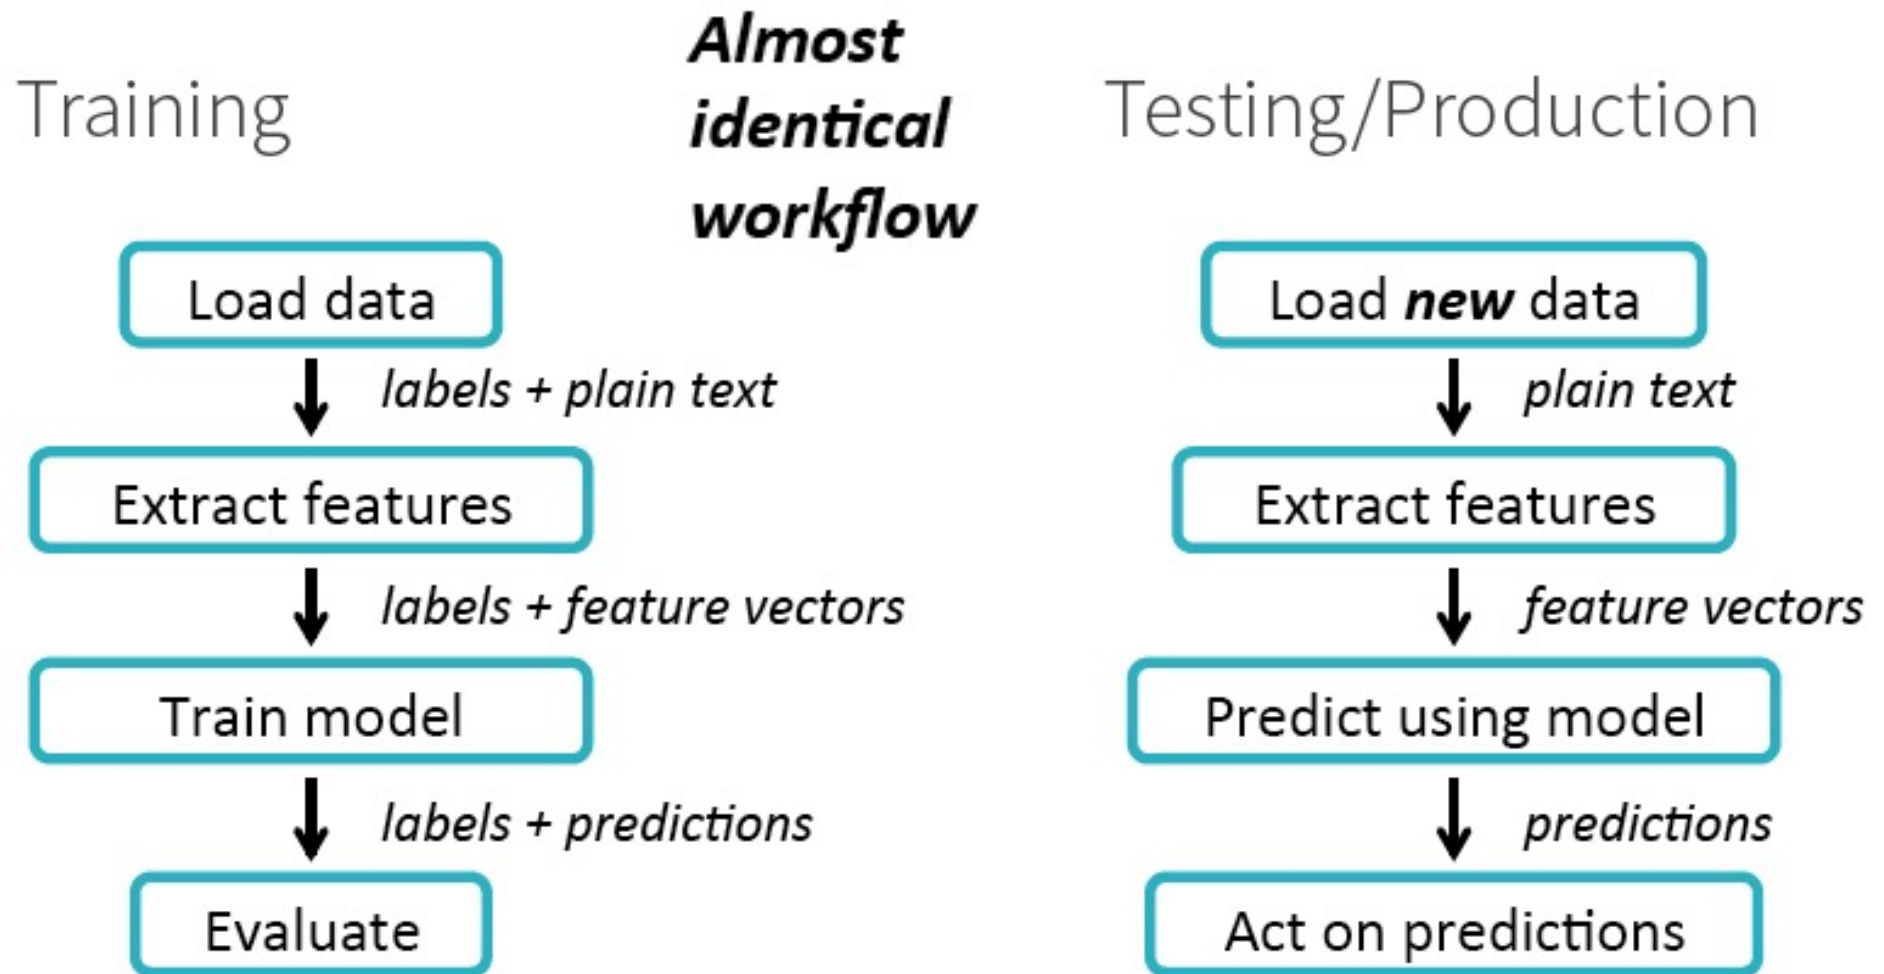 Almost
identical
workflow
Training
Load data
labels + plain text
Extract features
labels + feature vectors
Train model
labels + predictions
Evaluate
Testing/Production
Load new data
plain text
Extract features
feature vectors
Predict using model
predictions
Act on predictions